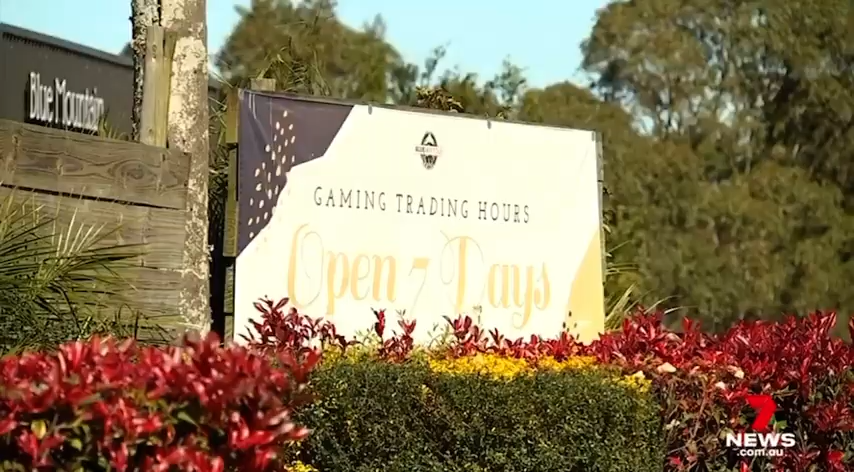 Blue Mountain
GAMING TRADING HOURS
Open 7 Days
7
NEWS
.com.au